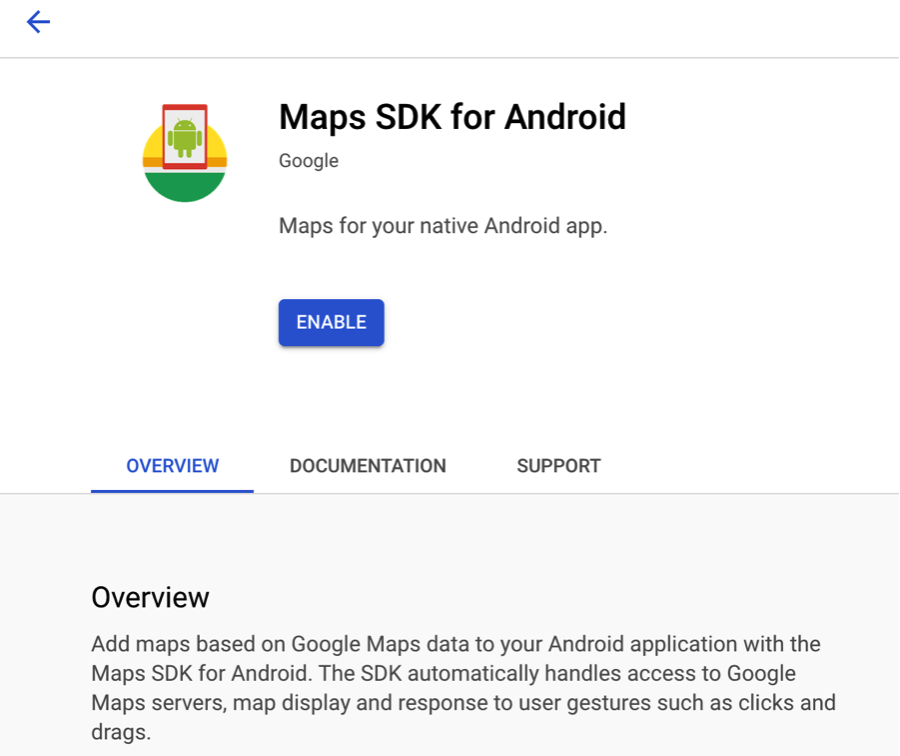 Maps SDK for Android
Google
Maps for your native Android app.
ENABLE
OVERVIEW DOCUMENTATION SUPPORT
Overview
Add maps based on Google Maps data to your Android application with the
Maps SDK for Android. The SDK automatically handles access to Google
Maps servers, map display and response to user gestures such as clicks and
drags.